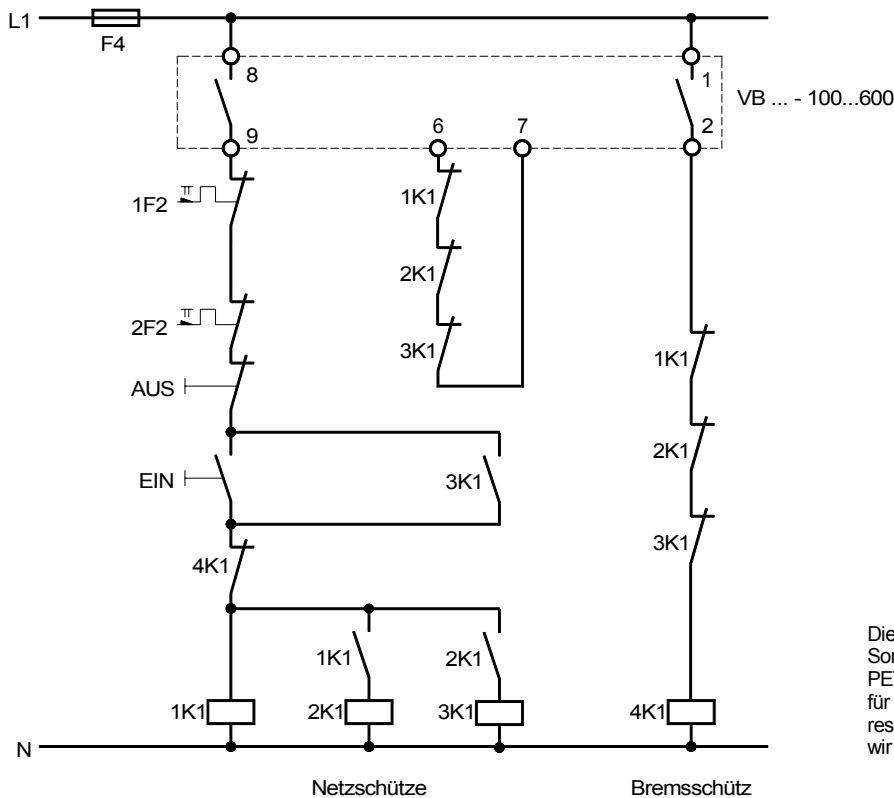 L1
F4
8
1
VB ... - 100...600
9
6
7
2
1F2
1K1
2F2
2K1
3K1
AUS
1K1
EIN
3K1
2K1
4K1
3K1
1K1
2K1
Die
Son
PE
für
res
wir
1K1
2K1
3K1
4K1
N
Netzschütze
Bremsschütz